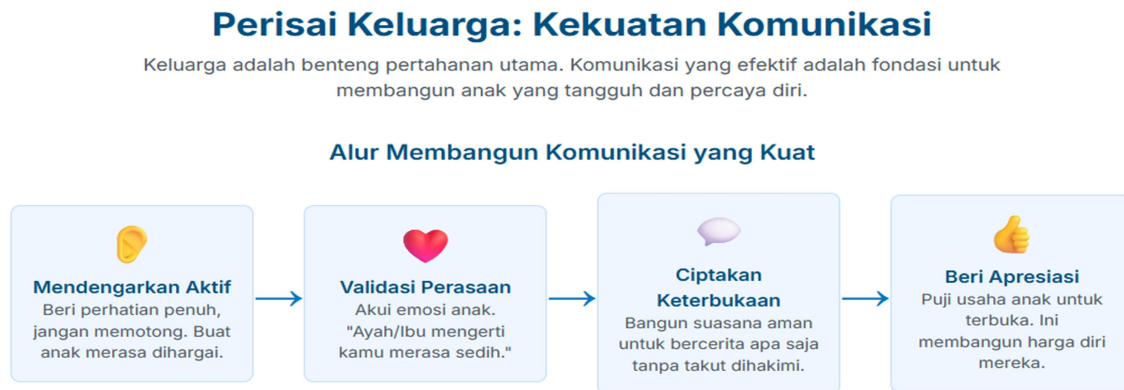 Perisai Keluarga: Kekuatan Komunikasi
Keluarga adalah benteng pertahanan utama. Komunikasi yang efektif adalah fondasi untuk
membangun anak yang tangguh dan percaya diri.
Alur Membangun Komunikasi yang Kuat
Mendengarkan Aktif
Beri perhatian penuh,
jangan memotong. Buat
anak merasa dihargai.
Validasi Perasaan
Akui emosi anak.
"Ayah/Ibu mengerti
kamu merasa sedih."
Ciptakan
Keterbukaan
Bangun suasana aman
untuk bercerita apa saja
tanpa takut dihakimi.
Beri Apresiasi
Puji usaha anak untuk
terbuka. Ini
membangun harga diri
mereka.